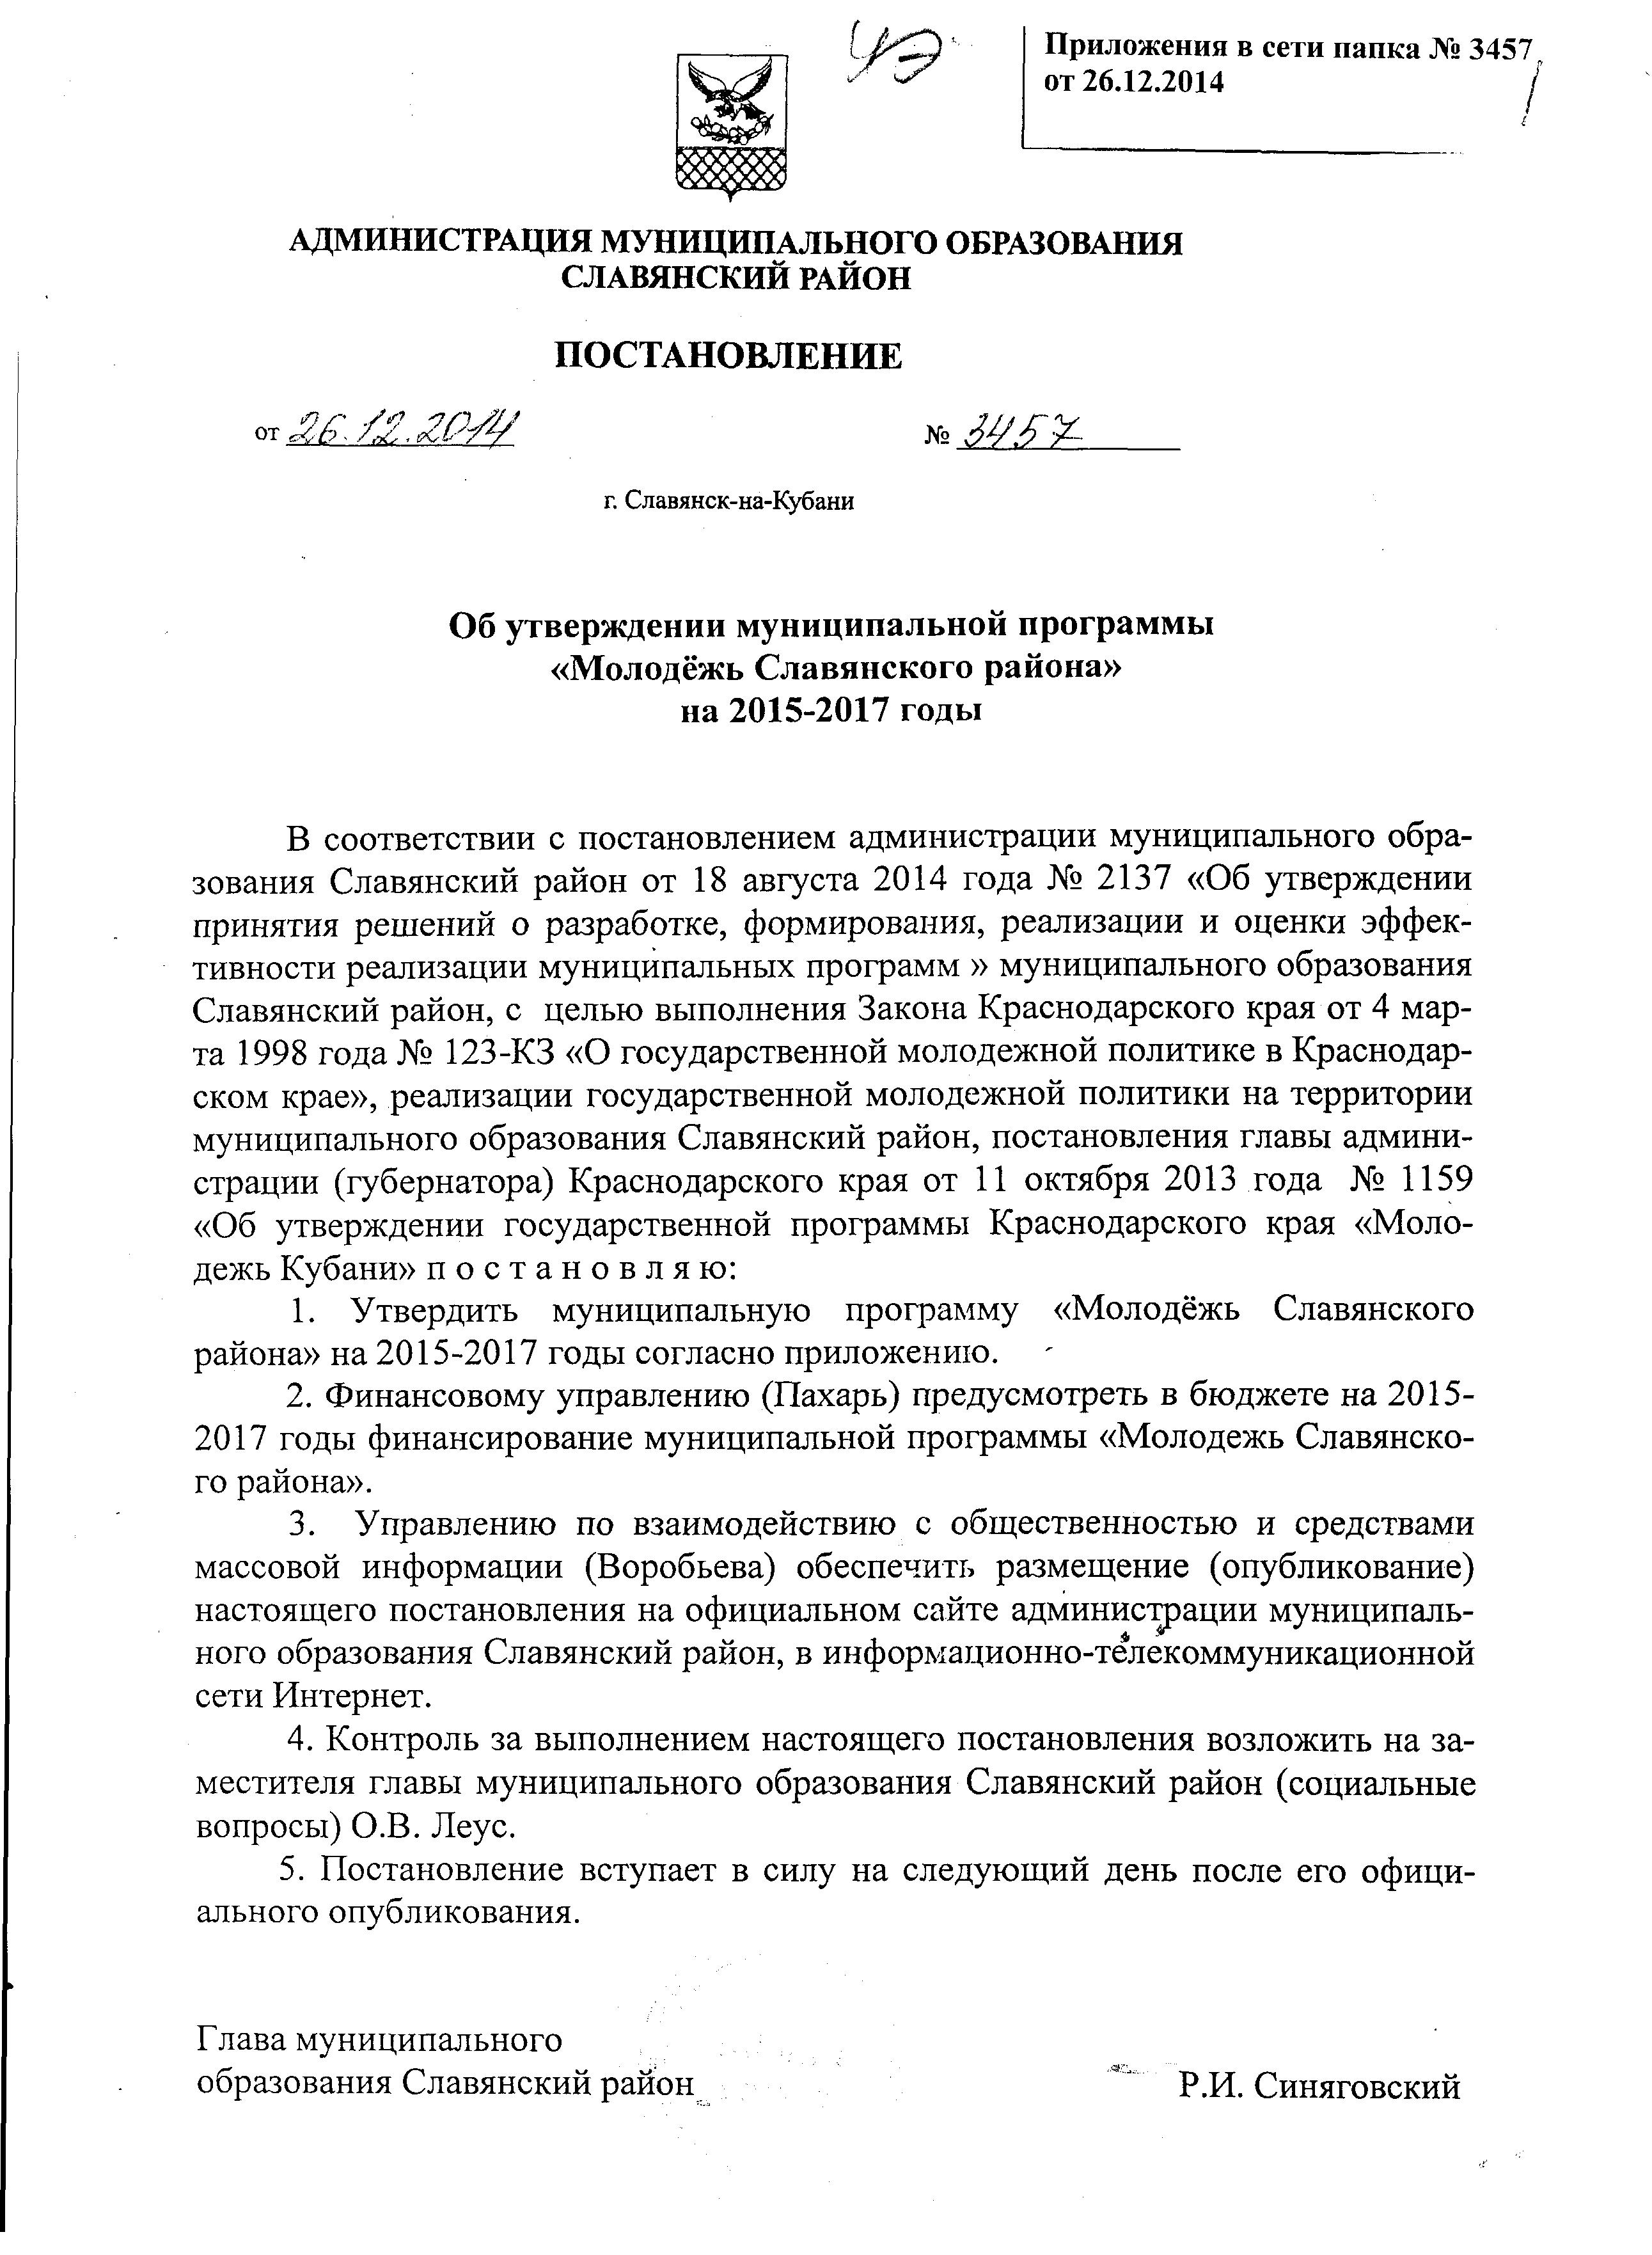 Приложения в сети папка № 3457
от 26.12.2014
АДМИНИСТРАЦИЯ МУНИЦИПАЛЬНОГО ОБРАЗОВАНИЯ
СЛАВЯНСКИЙ РАЙОН
ПОСТАНОВЛЕНИЕ
от 26.12.2014 № 3457
г. Славянск-на-Кубани
Об утверждении муниципальной программы
«Молодёжь Славянского района»
на 2015-2017 годы
В соответствии с постановлением администрации муниципального обра-
зования Славянский район от 18 августа 2014 года № 2137 «Об утверждении
принятия решений о разработке, формирования, реализации и оценки эффек-
тивности реализации муниципальных программ » муниципального образования
Славянский район, с целью выполнения Закона Краснодарского края от 4 мар-
та 1998 года № 123-КЗ «О государственной молодежной политике в Краснодар-
ском крае», реализации государственной молодежной политики на территории
муниципального образования Славянский район, постановления главы админи-
страции (губернатора) Краснодарского края от 11 октября 2013 года № 1159
«Об утверждении государственной программы Краснодарского края «Моло-
дежь Кубани» п о с т а н о в л я ю:
1. Утвердить муниципальную программу «Молодёжь Славянского
района» на 2015-2017 годы согласно приложению.
2. Финансовому управлению (Пахарь) предусмотреть в бюджете на 2015-
2017 годы финансирование муниципальной программы «Молодежь Славянско-
го района».
3. Управлению по взаимодействию с общественностью и средствами
массовой информации (Воробьева) обеспечить размещение (опубликование)
настоящего постановления на официальном сайте администрации муниципаль-
ного образования Славянский район, в информационно-телекоммуникационной
сети Интернет.
4. Контроль за выполнением настоящего постановления возложить на за-
местителя главы муниципального образования Славянский район (социальные
вопросы) О.В. Леус.
5. Постановление вступает в силу на следующий день после его офици-
ального опубликования.
Глава муниципального
образования Славянский район Р.И. Синяговский